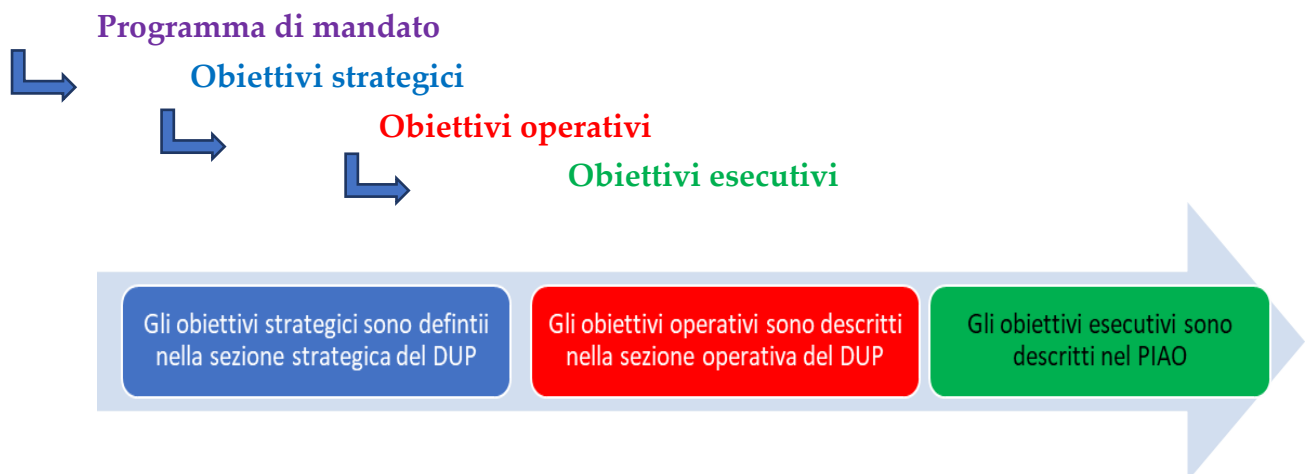 Programma di mandato
Obiettivi strategici
Obiettivi operativi
Obiettivi esecutivi
Gli obiettivi strategici sono defintii
nella sezione strategica del DUP
Gli obiettivi operativi sono descritti
nella sezione operativa del DUP
Gli obiettivi esecutivi sono
descritti nel PIAO